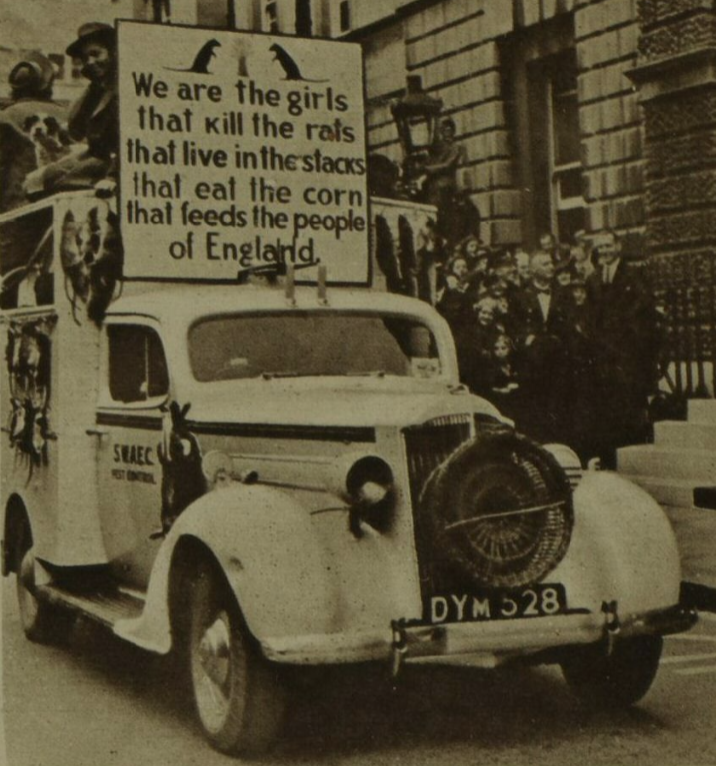 We are the girls
that kill the rats
that live in the stacks
that eat the corn
that feeds the people
of England.
S.W.A.E.C.
PEST CONTROL.
DYM 528